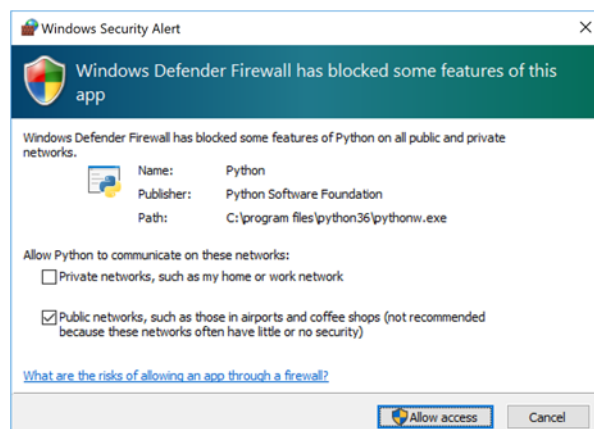 Windows Security Alert
Windows Defender Firewall has blocked some features of this
app
Windows Defender Firewall has blocked some features of Python on all public and private
networks.
Name: Python
Publisher: Python Software Foundation
Path: C:\program files\python36\pythonw.exe
Allow Python to communicate on these networks:
Private networks, such as my home or work network
Public networks, such as those in airports and coffee shops (not recommended
because these networks often have little or no security)
What are the risks of allowing an app through a firewall?
Allow access Cancel